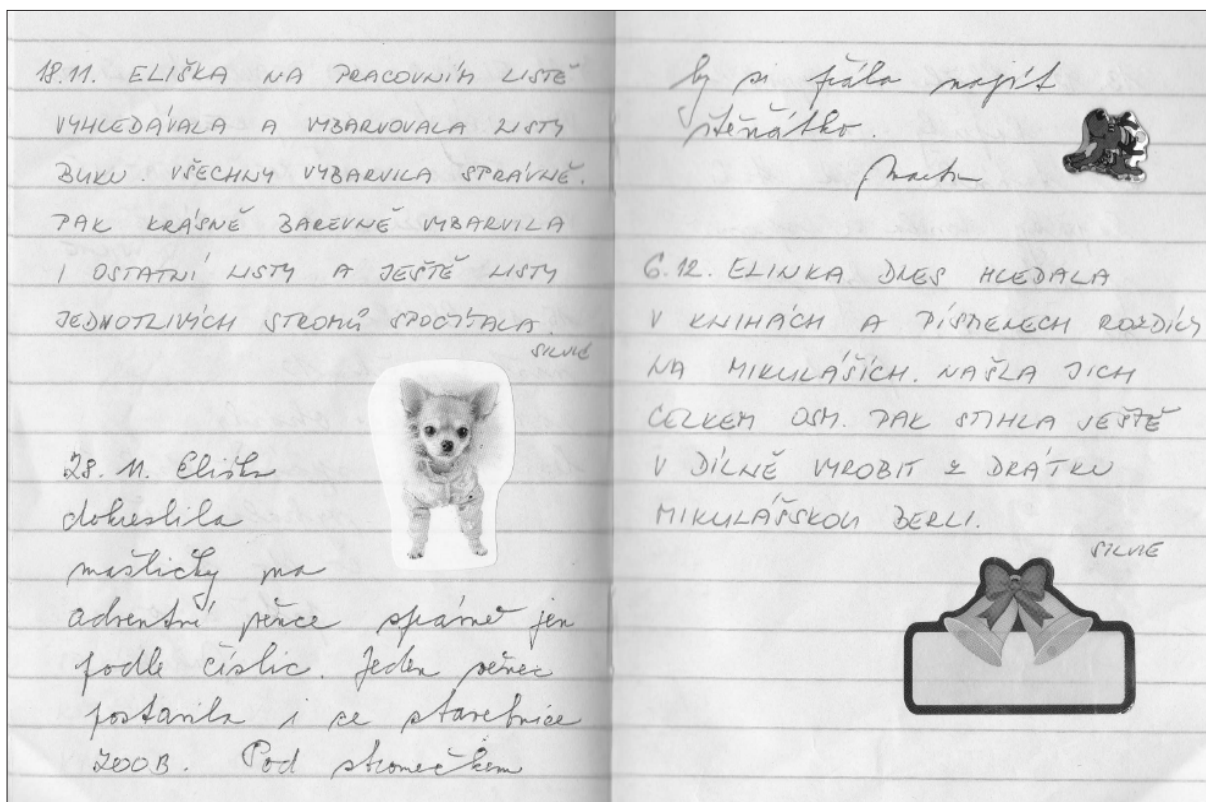 18.11. ELIŠKA NA PRACOVNÍM LISTĚ
VYHLEDÁVALA A VYBARVOVALA LISTY
BUKU. VŠECHNY VYBARVILA SPRÁVNĚ.
PAK KRÁSNĚ BAREVNĚ VYBARVILA
I OSTATNÍ LISTY A JEŠTĚ LISTY
JEDNOTLIVÝCH STROMŮ SPOČÍTALA.
SILVIE
28. 11. Eliška
dokreslila
mašličky na
adventní věnce správně jen
podle číslic. Jeden věnec
postavila i ze stavebnice
ZOOB. Pod stromečkem
by si přála najít
štěňátko.
6.12. ELINKA DNES HLEDALA
V KNIHÁCH A PÍSMENECH ROZDÍLY
NA MIKULÁŠÍCH. NAŠLA JICH
CELKEM OSM. PAK STIHLA JEŠTĚ
V DÍLNĚ VYROBIT Z DRÁTKU
MIKULÁŠSKOU BERLI.
SILVIE